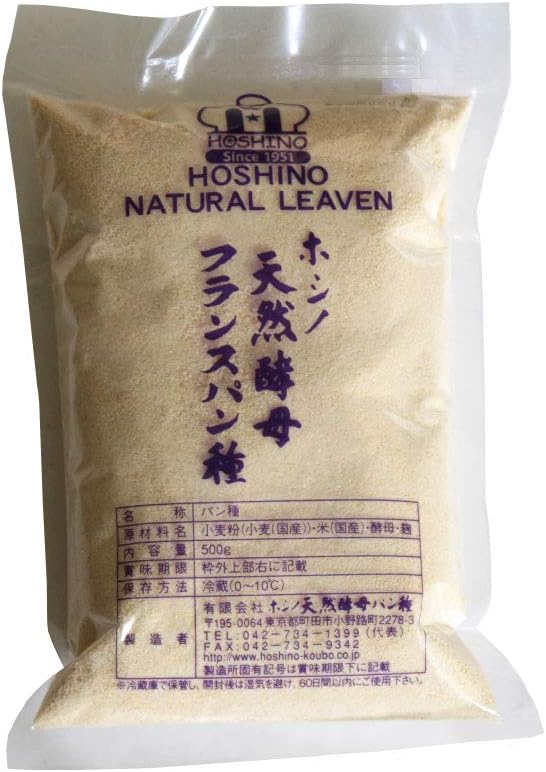 HOSHINO
Since 1951
HOSHINO
NATURAL LEAVEN
ホシノ
天然酵母
フランスパン種
名称 パン種
原材料名 小麦粉(小麦(国産))・米(国産)・酵母・麹
内容量 500g
賞味期限 枠外上部右に記載
保存方法 冷蔵(0〜10℃)
製造者 有限会社 ホシノ天然酵母パン種
〒195-0064東京都町田市小野路町2278-3
TEL:042-734-1399(代表)
FAX:042-734-9342
http://www.hoshino-koubo.co.jp
製造所固有記号は賞味期限下に記載
※冷蔵庫で保管し、開封後は湿気を避け、60日間以内にご使用下さい。